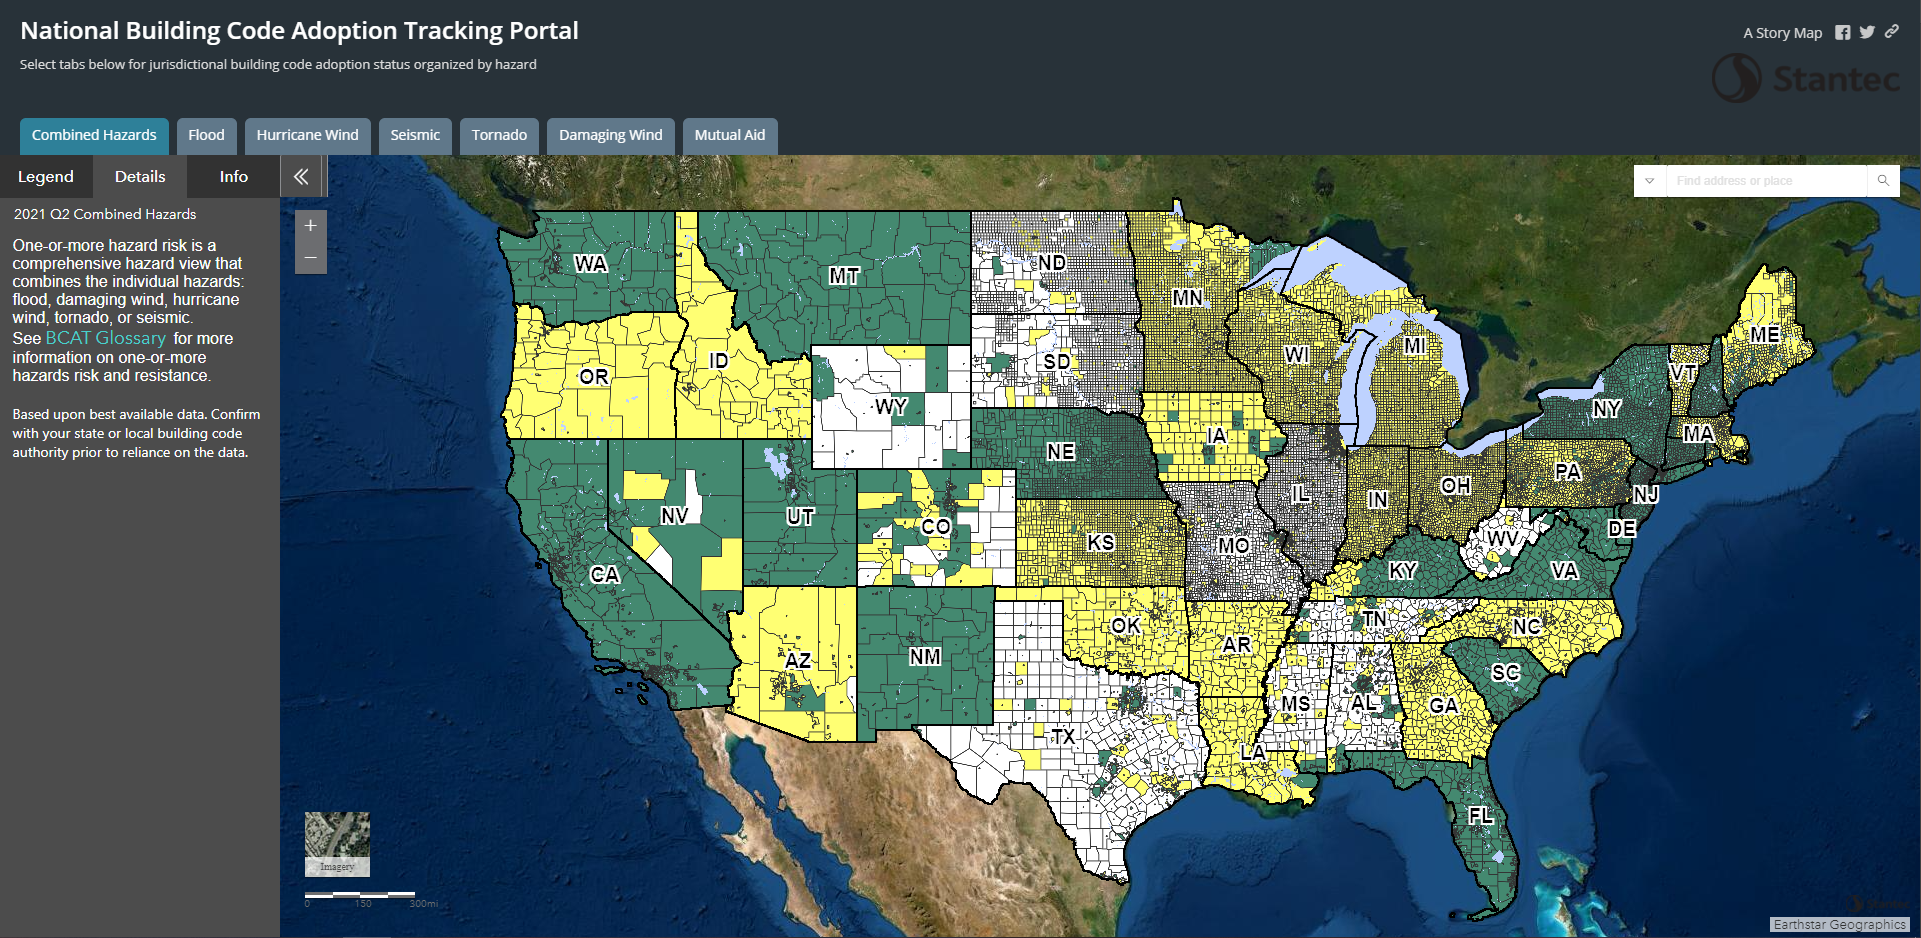 National Building Code Adoption Tracking Portal
Select tabs below for jurisdictional building code adoption status organized by hazard
A Story Map
Stantec
Combined Hazards
Flood
Hurricane Wind
Seismic
Tornado
Damaging Wind
Mutual Aid
Legend
Details
Info
Find address or place
2021 Q2 Combined Hazards
One-or-more hazard risk is a
comprehensive hazard view that
combines the individual hazards:
flood, damaging wind, hurricane
wind, tornado, or seismic.
See BCAT Glossary for more
information on one-or-more
hazards risk and resistance.
Based upon best available data. Confirm
with your state or local building code
authority prior to reliance on the data.
+
−
WA
MT
ND
MN
ME
OR
ID
SD
WI
MI
VT
WY
NY
NE
IA
MA
NV
UT
CO
IL
IN
OH
PA
NJ
CA
KS
MO
WV
DE
KY
VA
AZ
NM
OK
AR
TN
NC
SC
TX
MS
AL
GA
LA
FL
Imagery
0 150 300mi
Stantec
Earthstar Geographics